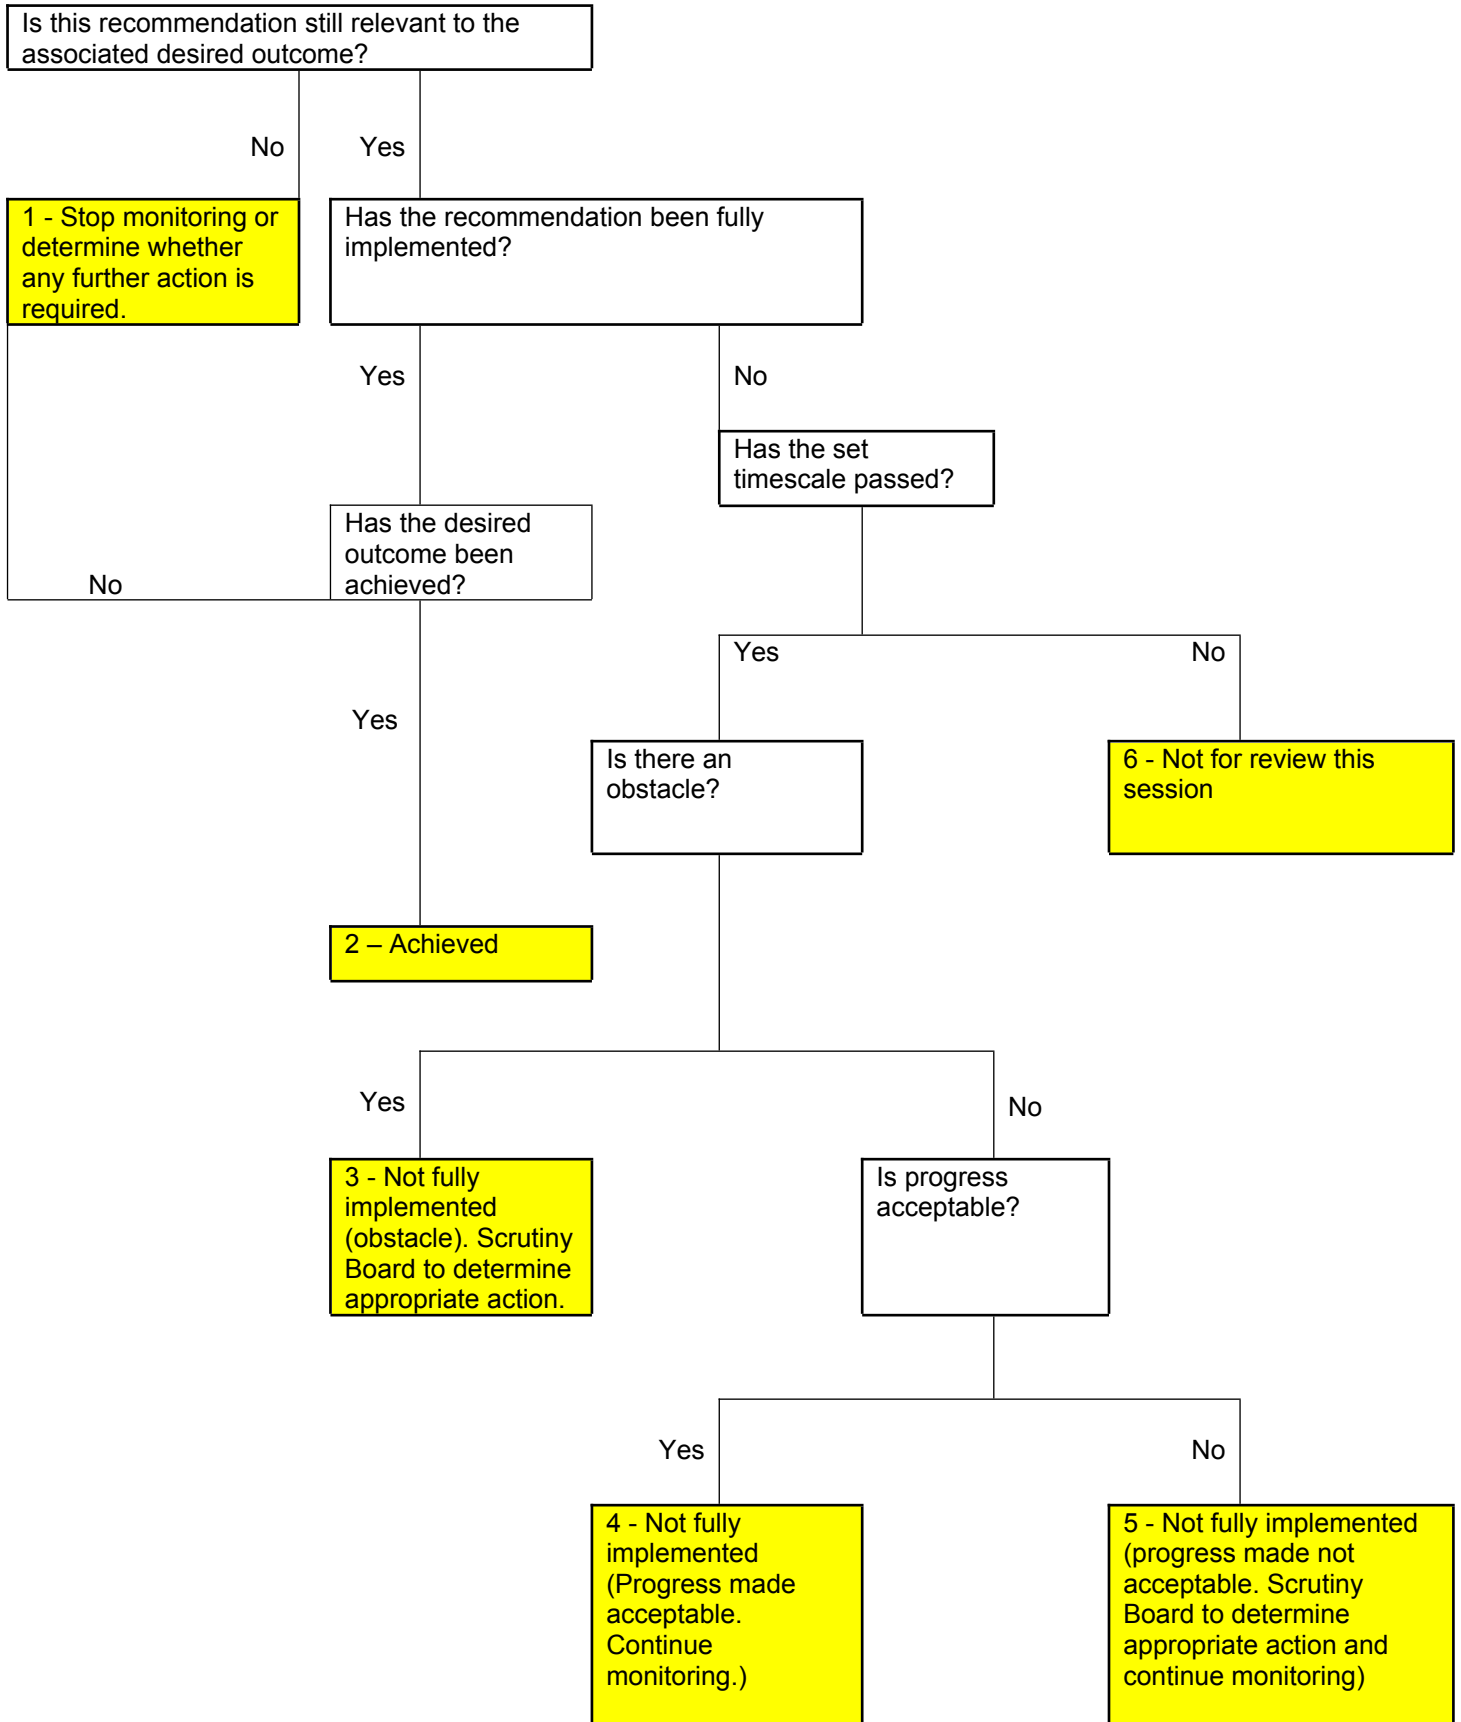 Is this recommendation still relevant to the
associated desired outcome?
No
Yes
1 - Stop monitoring or
determine whether
any further action is
required.
Has the recommendation been fully
implemented?
Yes
No
Has the set
timescale passed?
Has the desired
outcome been
achieved?
No
Yes
No
Yes
Is there an
obstacle?
6 - Not for review this
session
2 – Achieved
Yes
No
3 - Not fully
implemented
(obstacle). Scrutiny
Board to determine
appropriate action.
Is progress
acceptable?
Yes
No
4 - Not fully
implemented
(Progress made
acceptable.
Continue
monitoring.)
5 - Not fully implemented
(progress made not
acceptable. Scrutiny
Board to determine
appropriate action and
continue monitoring)